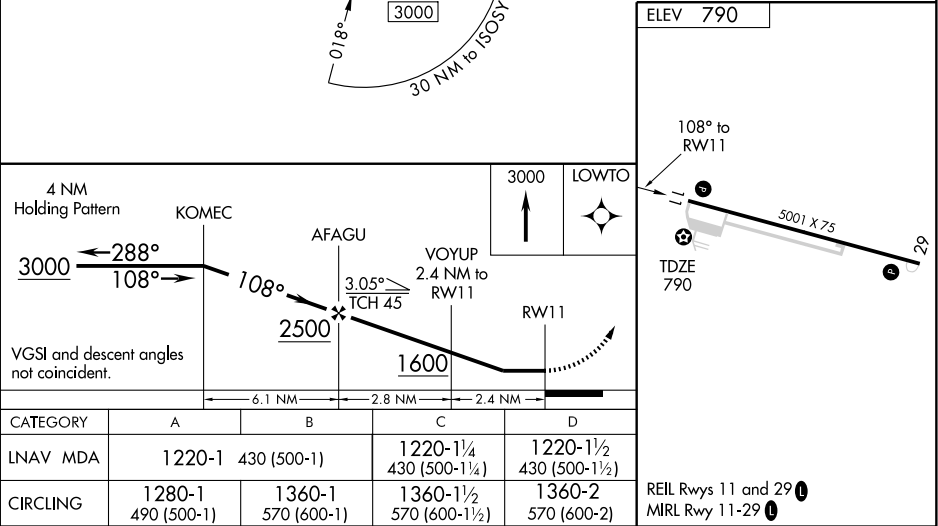 3000
018°
30 NM to ISOSY
ELEV 790
108° to
RW11
5001 X 75
29
P
P
TDZE
790
REIL Rwys 11 and 29 L
MIRL Rwy 11-29 L
4 NM
Holding Pattern
KOMEC
3000
LOWTO
288°
3000
108°
108°
AFAGU
3.05°
TCH 45
2500
VOYUP
2.4 NM to
RW11
1600
RW11
VGSI and descent angles
not coincident.
6.1 NM
2.8 NM
2.4 NM
CATEGORY A B C D
LNAV MDA 1220-1 430 (500-1) 1220-1¼ 430 (500-1¼) 1220-1½ 430 (500-1½)
CIRCLING 1280-1 490 (500-1) 1360-1 570 (600-1) 1360-1½ 570 (600-1½) 1360-2 570 (600-2)